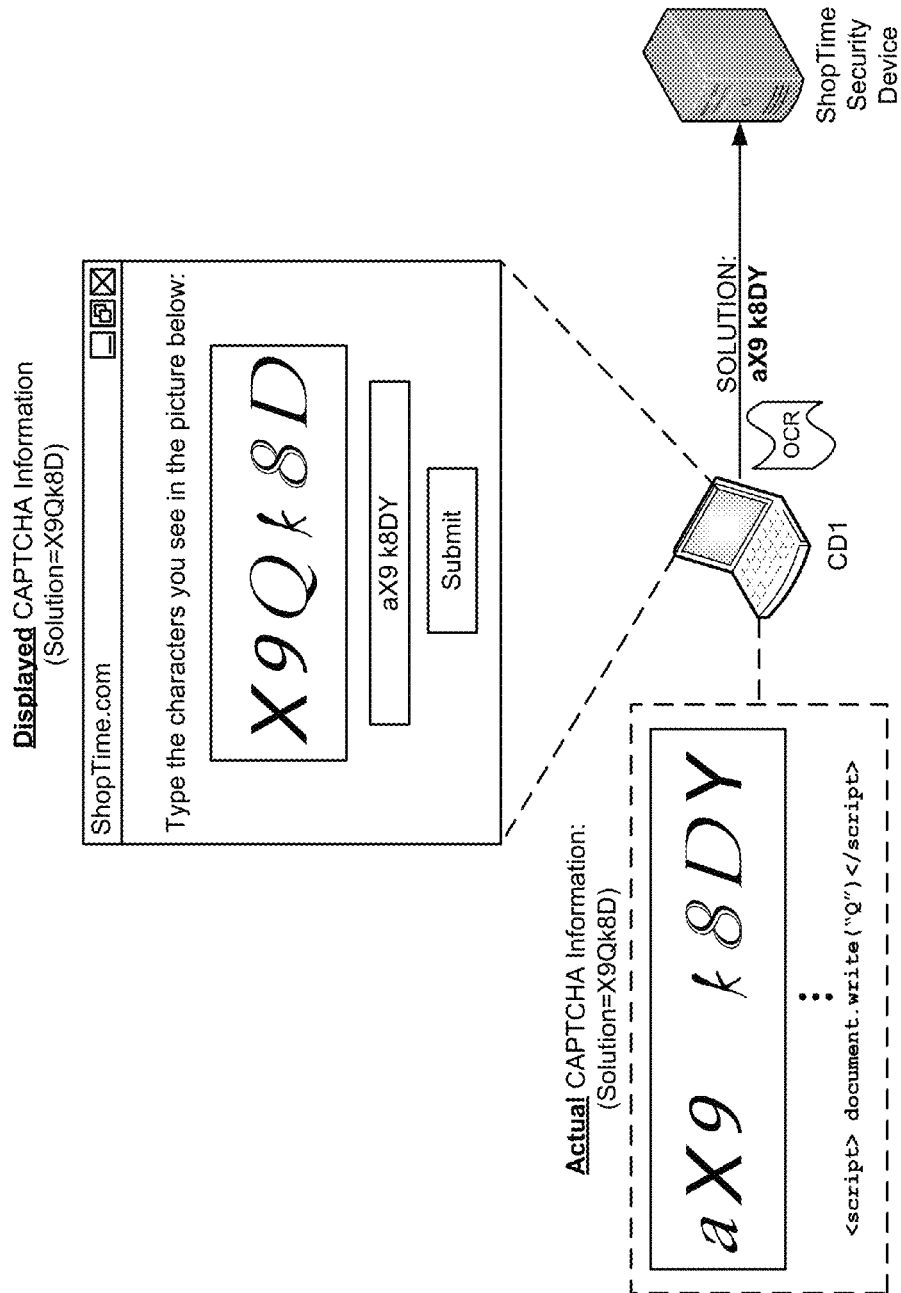 Displayed CAPTCHA Information
(Solution=X9Qk8D)
ShopTime.com
Type the characters you see in the picture below:
X9Qk8D
aX9 k8DY
Submit
Actual CAPTCHA Information:
(Solution=X9Qk8D)
aX9 k8DY
<script> document.write("Q")</script>
CD1
OCR
SOLUTION:
aX9 k8DY
ShopTime
Security
Device